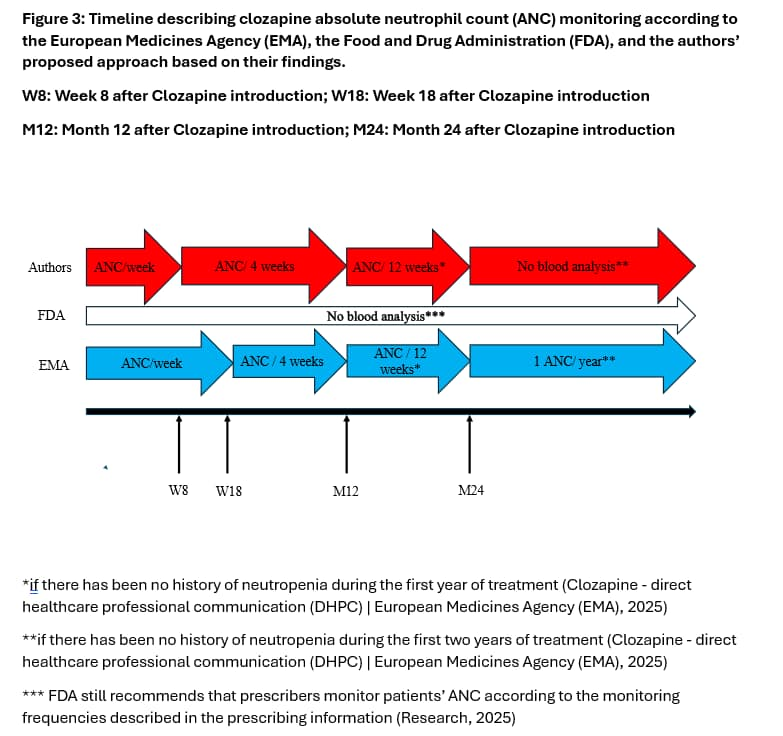 Figure 3: Timeline describing clozapine absolute neutrophil count (ANC) monitoring according to
the European Medicines Agency (EMA), the Food and Drug Administration (FDA), and the authors’
proposed approach based on their findings.
W8: Week 8 after Clozapine introduction; W18: Week 18 after Clozapine introduction
M12: Month 12 after Clozapine introduction; M24: Month 24 after Clozapine introduction
Authors ANC/week ANC/ 4 weeks ANC/ 12 weeks* No blood analysis**
FDA No blood analysis***
EMA ANC/week ANC / 4 weeks ANC / 12 1 ANC/ year**
weeks*
W8 W18 M12 M24
*if there has been no history of neutropenia during the first year of treatment (Clozapine - direct
healthcare professional communication (DHPC) | European Medicines Agency (EMA), 2025)
**if there has been no history of neutropenia during the first two years of treatment (Clozapine - direct
healthcare professional communication (DHPC) | European Medicines Agency (EMA), 2025)
*** FDA still recommends that prescribers monitor patients’ ANC according to the monitoring
frequencies described in the prescribing information (Research, 2025)